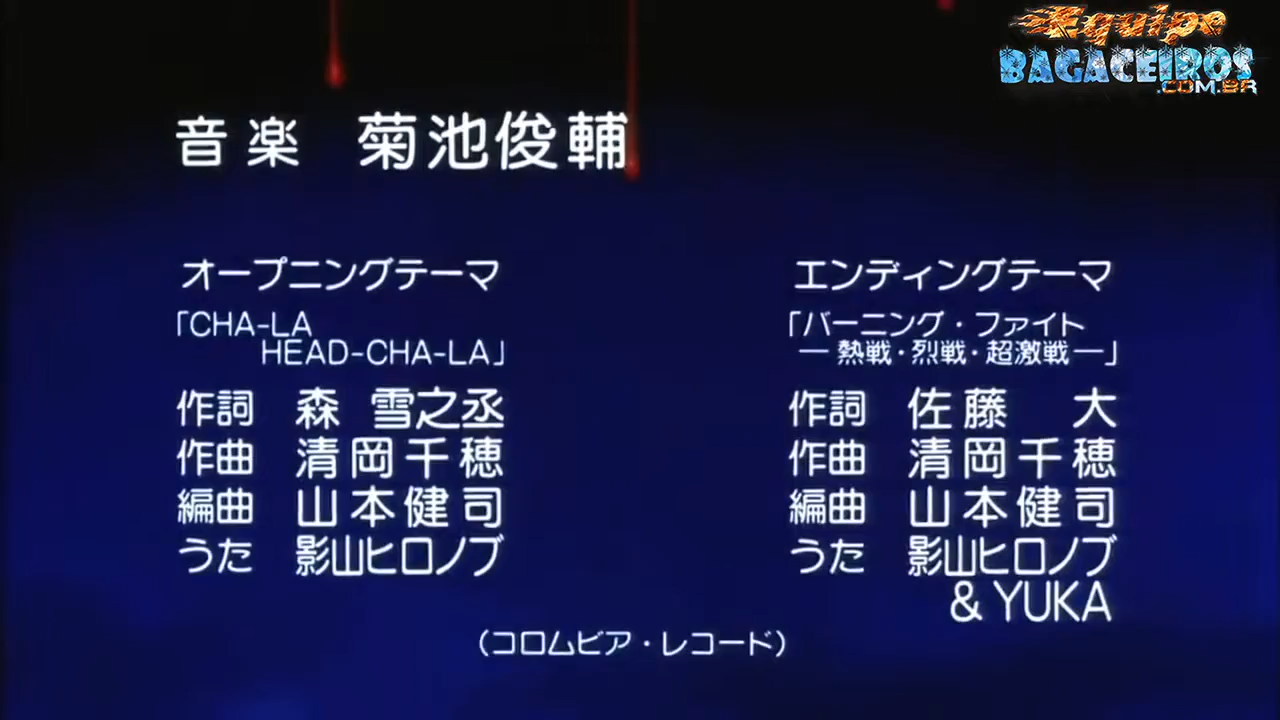 Equipe
BAGACEIROS
.COM.BR
音楽 菊池俊輔
オープニングテーマ
「CHA-LA
HEAD-CHA-LA」
作詞 森 雪之丞
作曲 清岡千穂
編曲 山本健司
うた 影山ヒロノブ
エンディングテーマ
「バーニング・ファイト
―熱戦・烈戦・超激戦―」
作詞 佐藤 大
作曲 清岡千穂
編曲 山本健司
うた 影山ヒロノブ
& YUKA
(コロムビア・レコード)